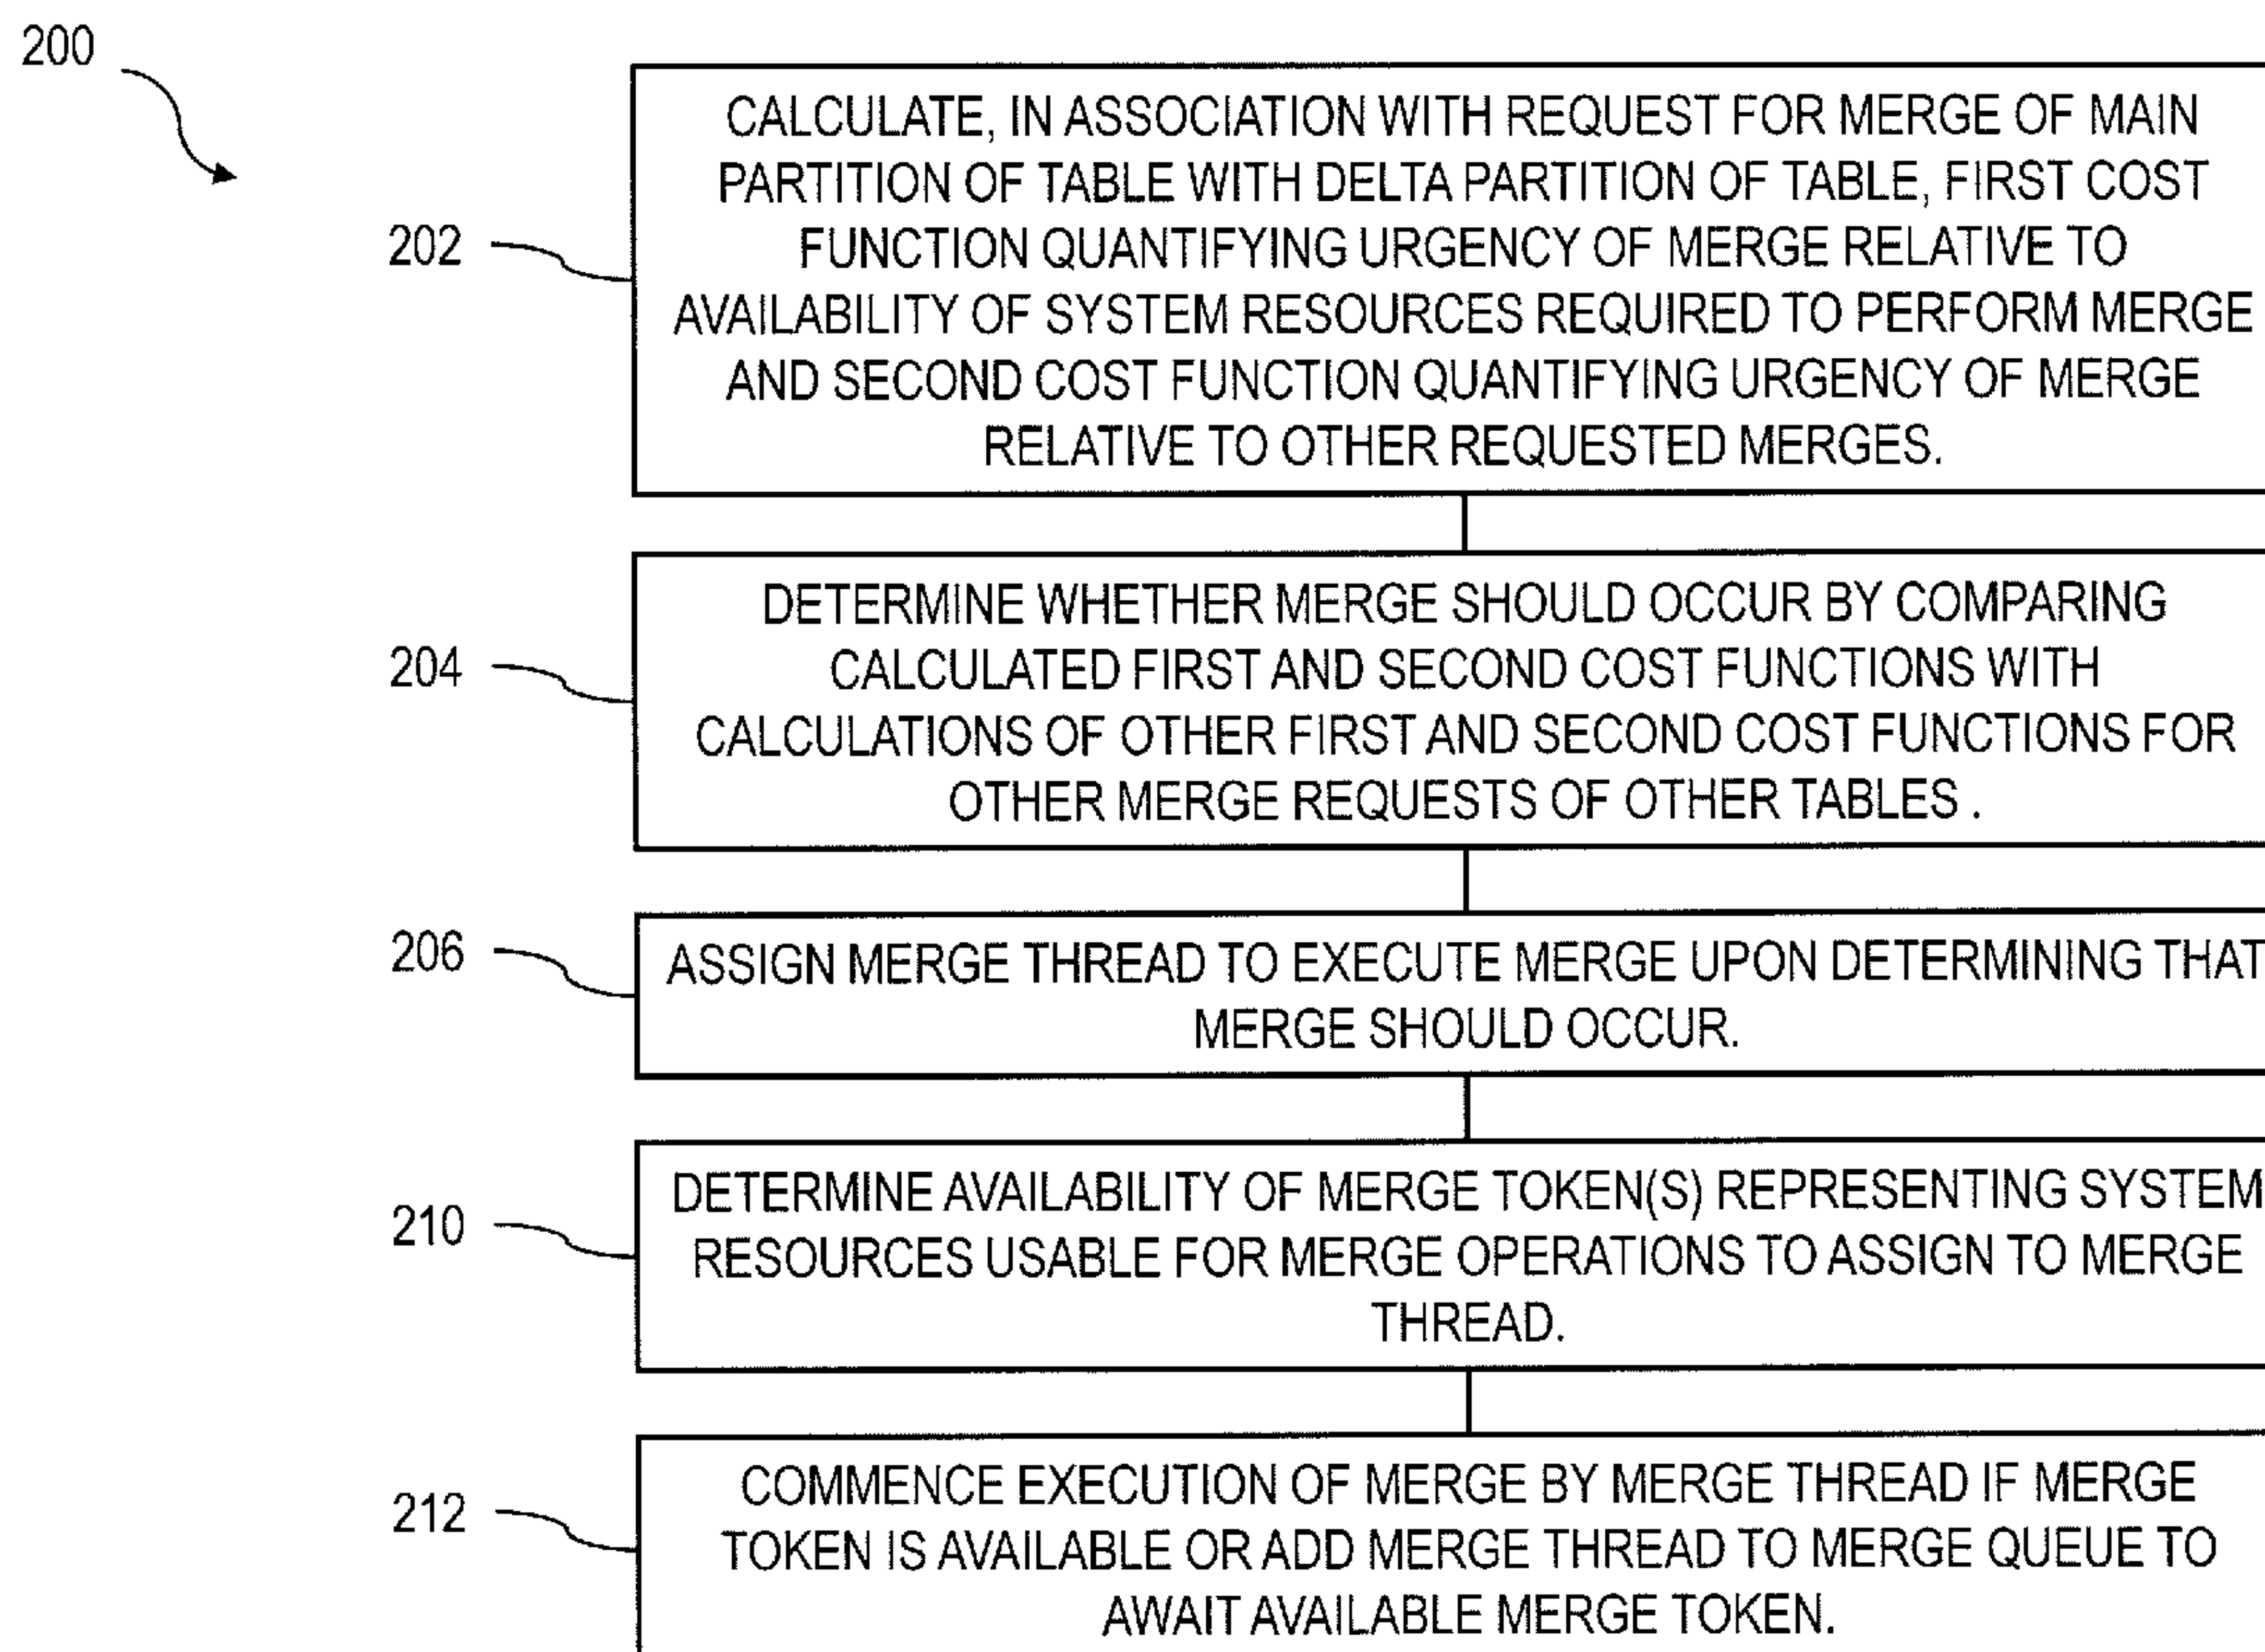 200
202
CALCULATE, IN ASSOCIATION WITH REQUEST FOR MERGE OF MAIN
PARTITION OF TABLE WITH DELTA PARTITION OF TABLE, FIRST COST
FUNCTION QUANTIFYING URGENCY OF MERGE RELATIVE TO
AVAILABILITY OF SYSTEM RESOURCES REQUIRED TO PERFORM MERGE
AND SECOND COST FUNCTION QUANTIFYING URGENCY OF MERGE
RELATIVE TO OTHER REQUESTED MERGES.
204
DETERMINE WHETHER MERGE SHOULD OCCUR BY COMPARING
CALCULATED FIRST AND SECOND COST FUNCTIONS WITH
CALCULATIONS OF OTHER FIRST AND SECOND COST FUNCTIONS FOR
OTHER MERGE REQUESTS OF OTHER TABLES .
206
ASSIGN MERGE THREAD TO EXECUTE MERGE UPON DETERMINING THAT
MERGE SHOULD OCCUR.
210
DETERMINE AVAILABILITY OF MERGE TOKEN(S) REPRESENTING SYSTEM
RESOURCES USABLE FOR MERGE OPERATIONS TO ASSIGN TO MERGE
THREAD.
212
COMMENCE EXECUTION OF MERGE BY MERGE THREAD IF MERGE
TOKEN IS AVAILABLE OR ADD MERGE THREAD TO MERGE QUEUE TO
AWAIT AVAILABLE MERGE TOKEN.